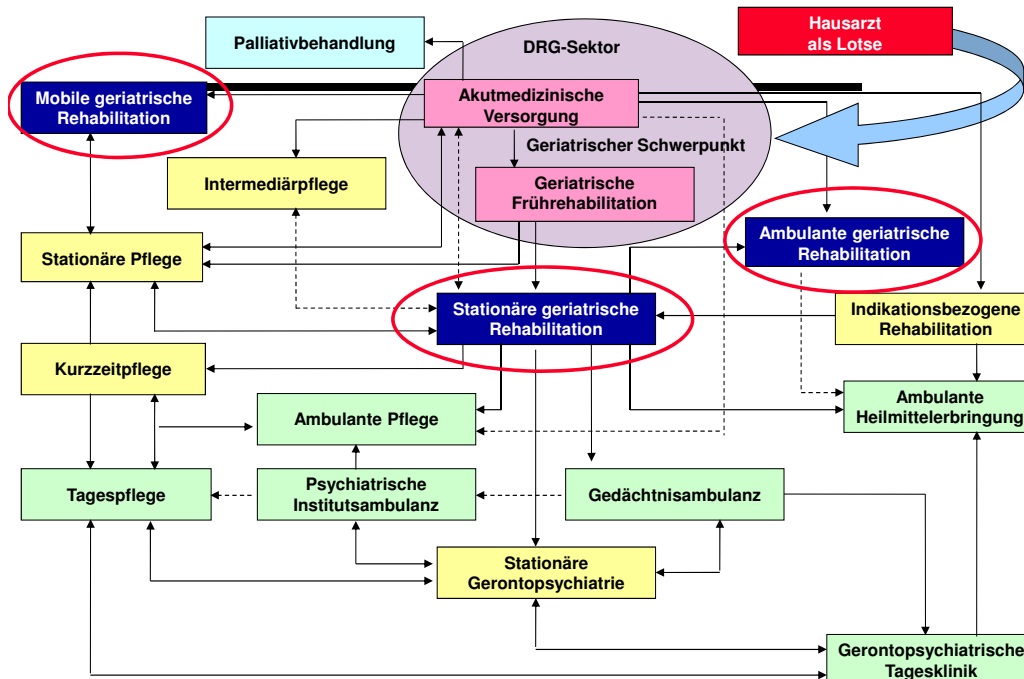 Palliativbehandlung
DRG-Sektor
Hausarzt
als Lotse
Mobile geriatrische
Rehabilitation
Akutmedizinische
Versorgung
Geriatrischer Schwerpunkt
Intermediärpflege
Geriatrische
Frührehabilitation
Stationäre Pflege
Ambulante geriatrische
Rehabilitation
Stationäre geriatrische
Rehabilitation
Indikationsbezogene
Rehabilitation
Kurzzeitpflege
Ambulante Pflege
Ambulante
Heilmittelerbringung
Tagespflege
Psychiatrische
Institutsambulanz
Gedächtnisambulanz
Stationäre
Gerontopsychiatrie
Gerontopsychiatrische
Tagesklinik